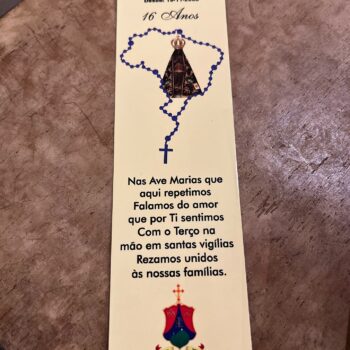 16 Anos
Nas Ave Marias que
aqui repetimos
Falamos do amor
que por Ti sentimos
Com o Terço na
mão em santas vigílias
Rezamos unidos
às nossas famílias.